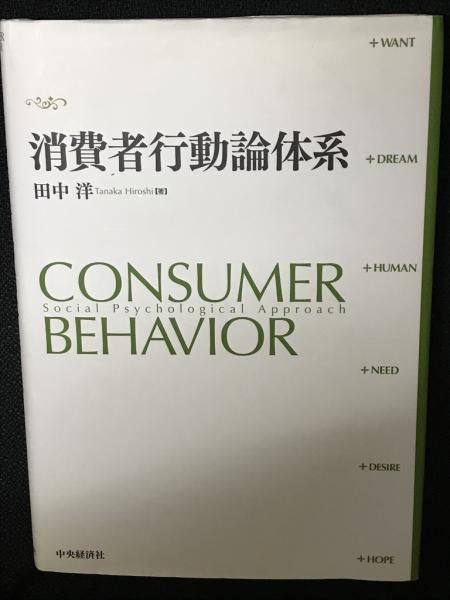 +WANT
消費者行動論体系
+DREAM
田中 洋 Tanaka Hiroshi【著】
+HUMAN
CONSUMER
Social Psychological Approach
BEHAVIOR
+NEED
+DESIRE
中央経済社
+HOPE